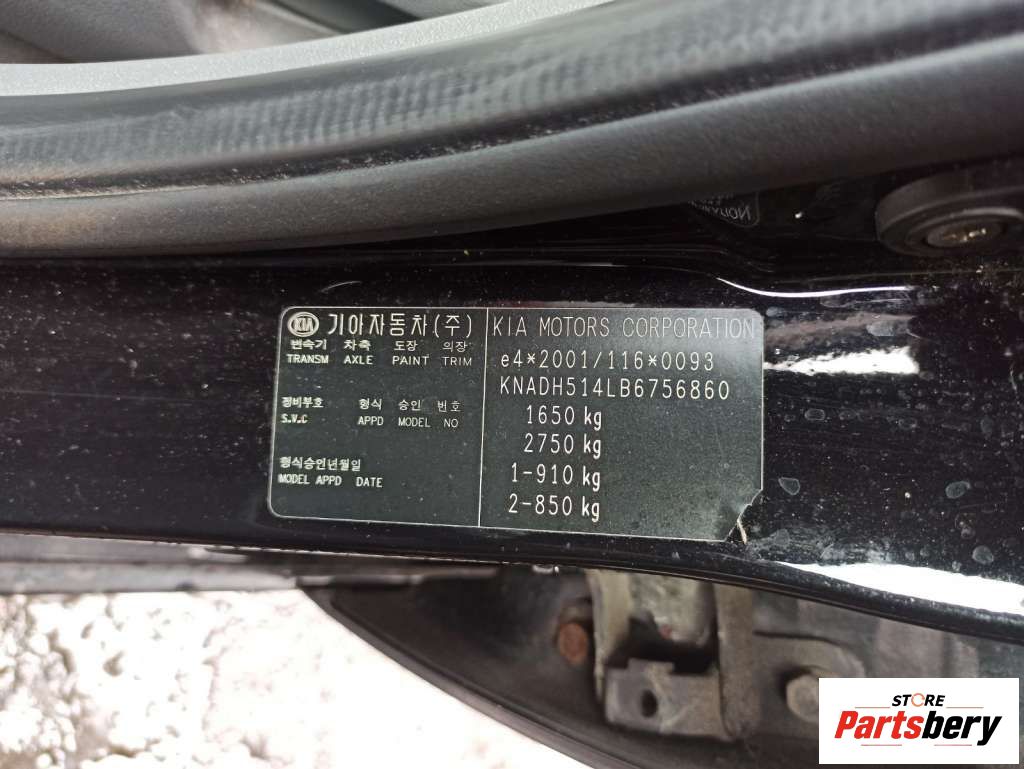 KIA 기아자동차(주)
변속기 차축 도장 의장
TRANSM AXLE PAINT TRIM
정비부호 형식 승인 번호
S.V.C APPD MODEL NO
형식승인년월일
MODEL APPD DATE
KIA MOTORS CORPORATION
e4*2001/116*0093
KNADH514LB6756860
1650 kg
2750 kg
1-910 kg
2-850 kg
STORE
Partsbery